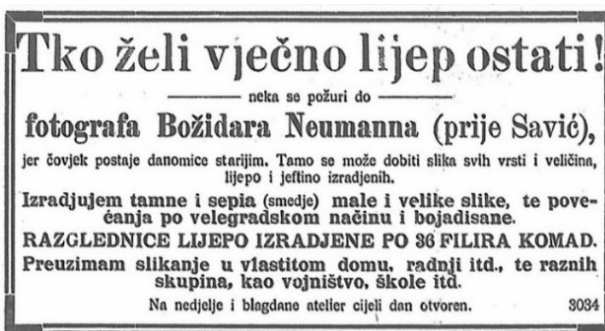 Tko želi vječno lijep ostati!
neka se požuri do
fotografa Božidara Neumanna (prije Savić),
jer čovjek postaje danomice starijim. Tamo se može dobiti slika svih vrsti i veličina,
lijepo i jeftino izradjenih.
Izradjujem tamne i sepia (smedje) male i velike slike, te pove-
ćanja po velegradskom načinu i bojadisane.
RAZGLEDNICE LIJEPO IZRADJENE PO 36 FILIRA KOMAD.
Preuzimam slikanje u vlastitom domu, radnji itd., te raznih
skupina, kao vojništvo, škole itd.
Na nedjelje i blagdane atelier cijeli dan otvoren. 3034